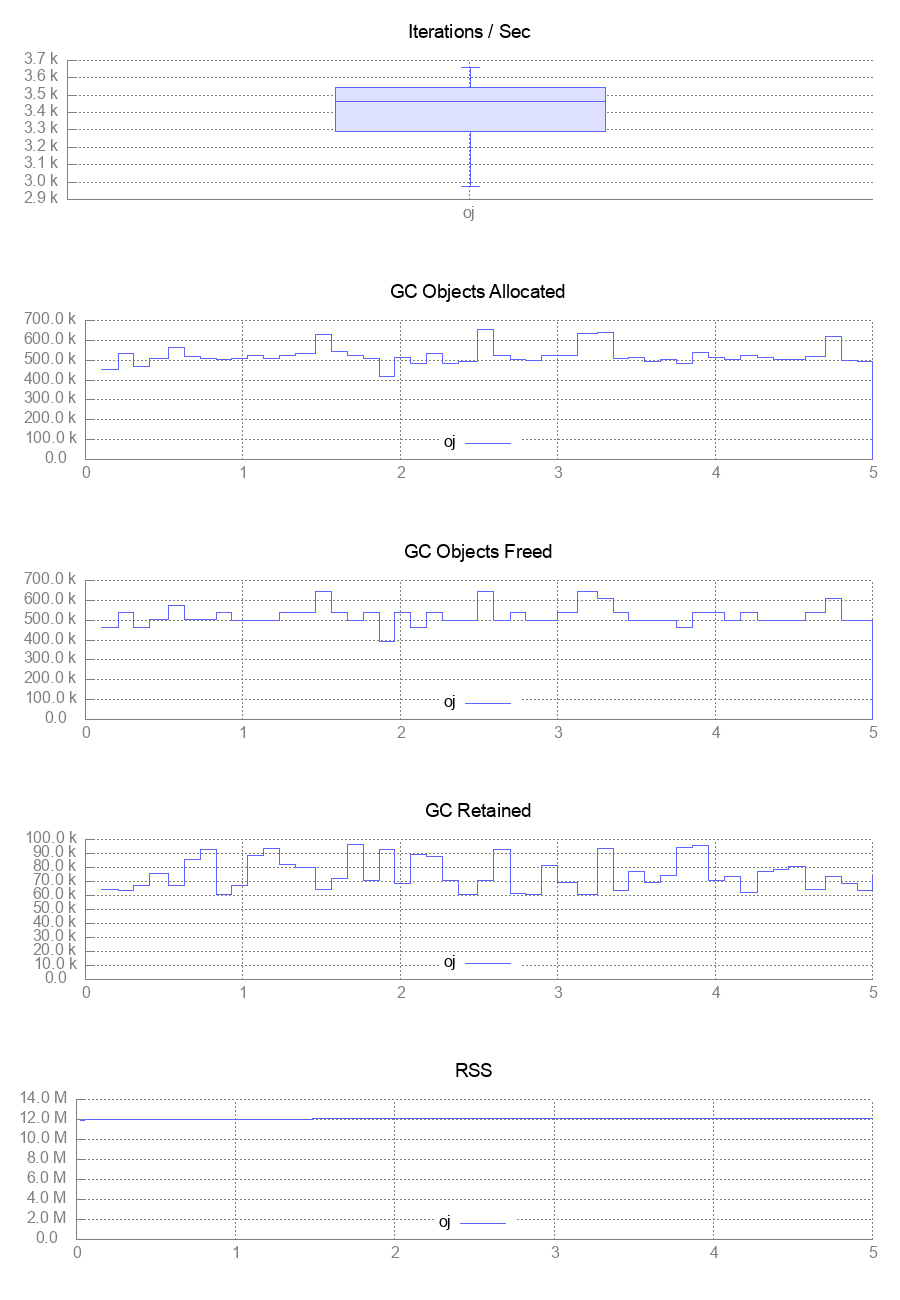 Iterations / Sec
3.7 k
3.6 k
3.5 k
3.4 k
3.3 k
3.2 k
3.1 k
3.0 k
2.9 k
oj
GC Objects Allocated
700.0 k
600.0 k
500.0 k
400.0 k
300.0 k
200.0 k
100.0 k
oj
0.0
0 1 2 3 4 5
GC Objects Freed
700.0 k
600.0 k
500.0 k
400.0 k
300.0 k
200.0 k
100.0 k
oj
0.0
0 1 2 3 4 5
GC Retained
100.0 k
90.0 k
80.0 k
70.0 k
60.0 k
50.0 k
40.0 k
30.0 k
20.0 k
10.0 k
oj
0.0
0 1 2 3 4 5
RSS
14.0 M
12.0 M
10.0 M
8.0 M
6.0 M
4.0 M
2.0 M
oj
0.0
0 1 2 3 4 5